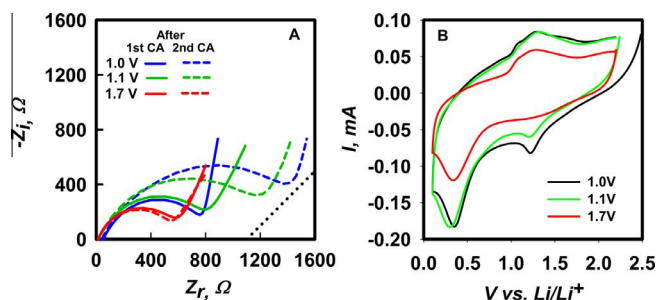 A
After
1st CA 2nd CA
1.0 V
1.1 V
1.7 V
1600
1200
800
400
0
-Zi, Ω
0 400 800 1200 1600
Zr, Ω
B
0.10
0.05
0.00
-0.05
-0.10
-0.15
-0.20
I, mA
1.0V
1.1V
1.7V
0.0 0.5 1.0 1.5 2.0 2.5
V vs. Li/Li+